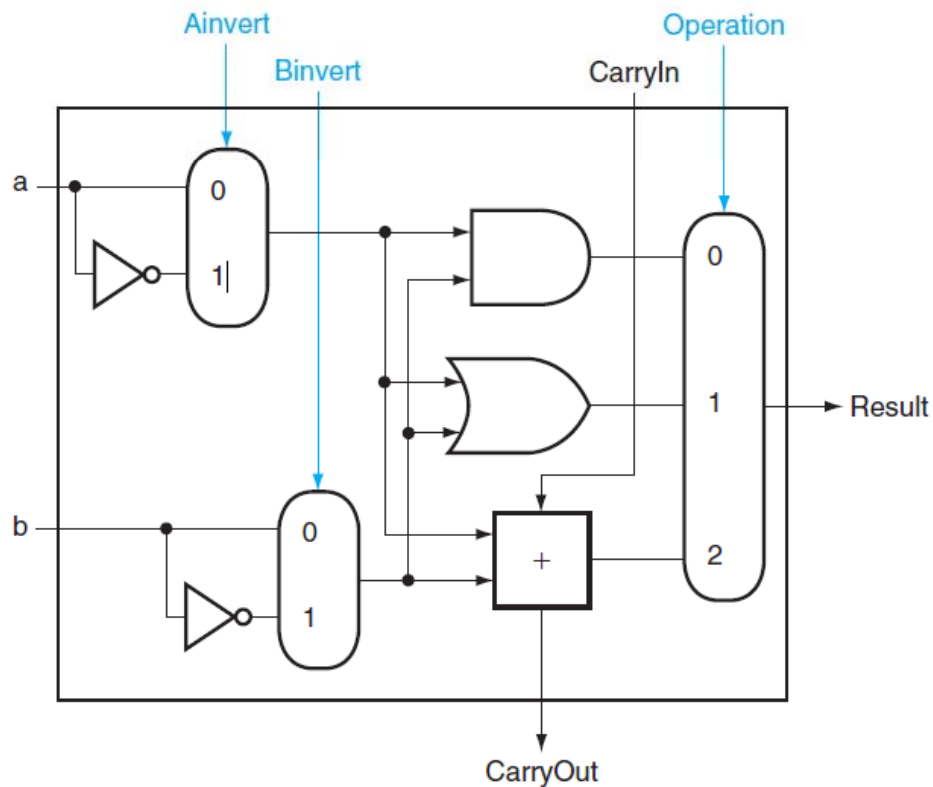 Ainvert
Operation
Binvert
CarryIn
a
0
1
0
1
Result
b
0
1
+
2
CarryOut